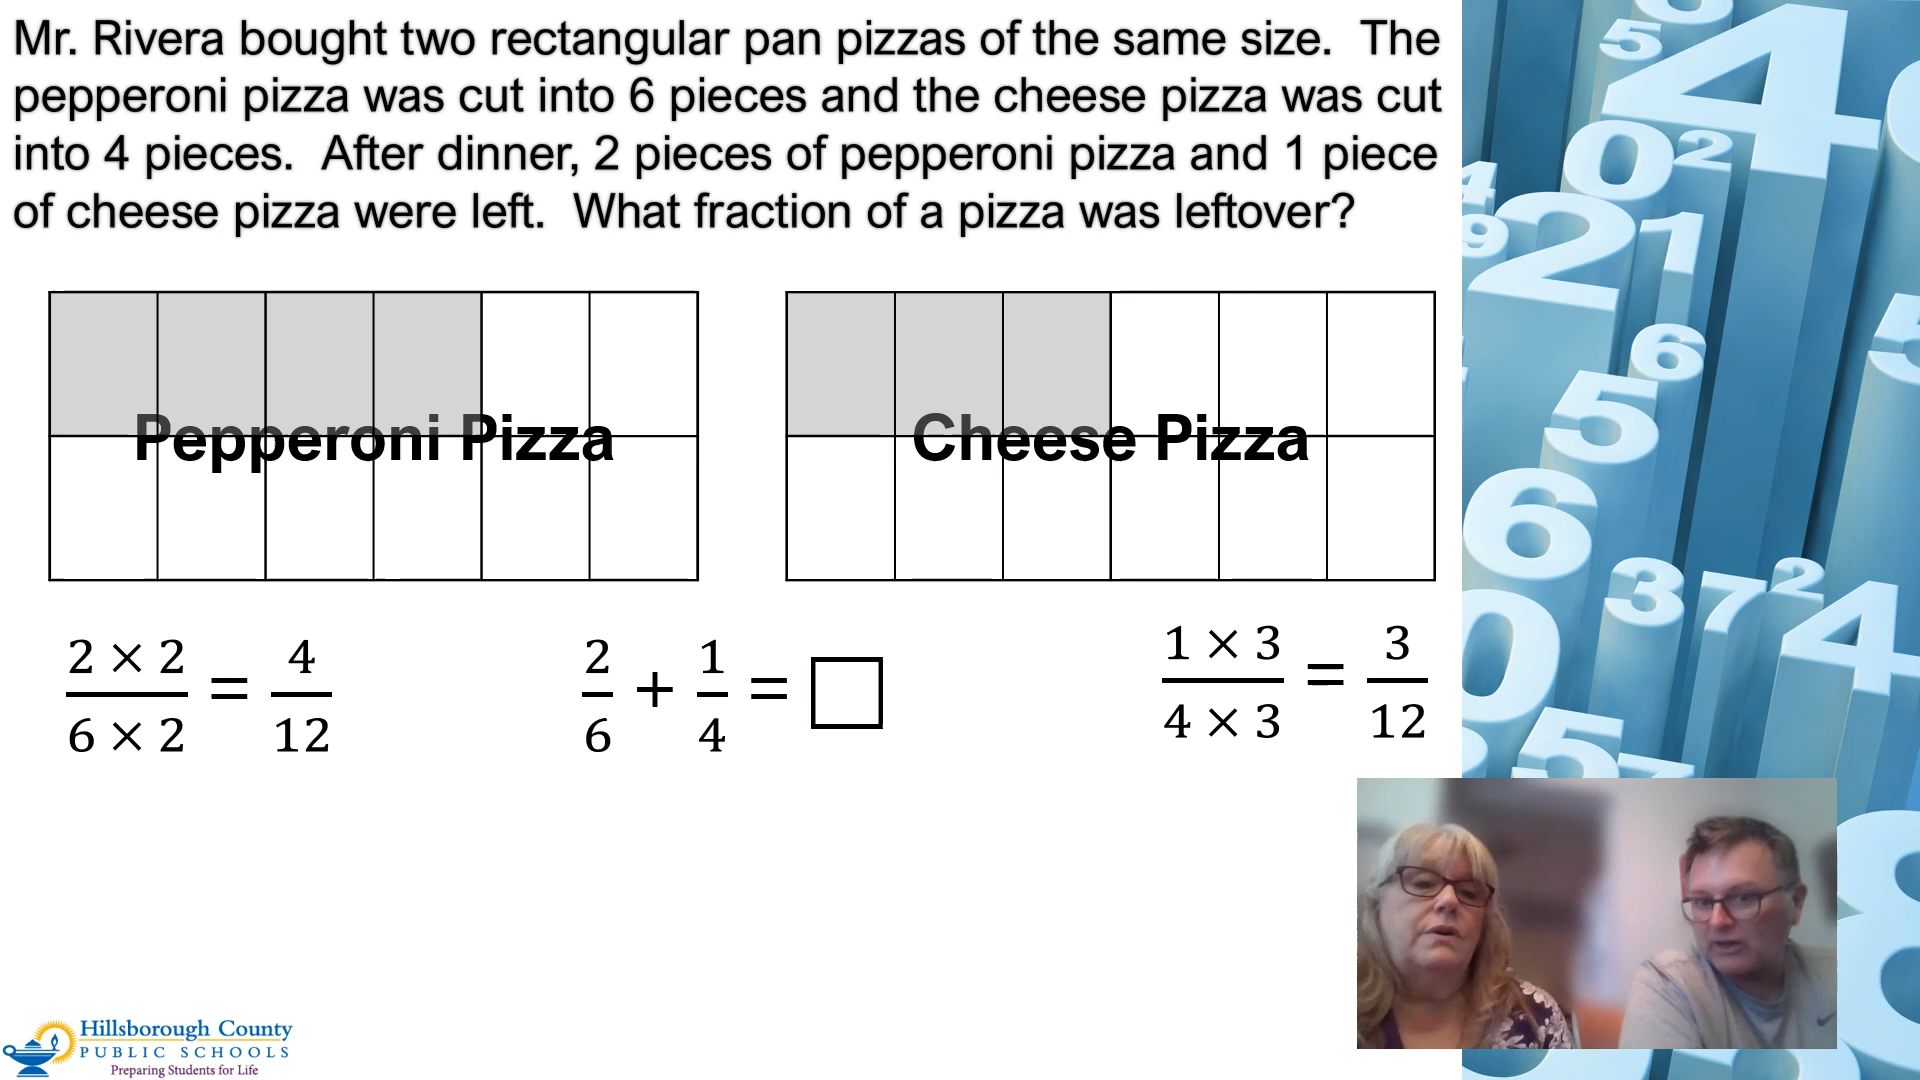 Mr. Rivera bought two rectangular pan pizzas of the same size.  The
pepperoni pizza was cut into 6 pieces and the cheese pizza was cut
into 4 pieces.  After dinner, 2 pieces of pepperoni pizza and 1 piece
of cheese pizza were left.  What fraction of a pizza was leftover?
Pepperoni Pizza
Cheese Pizza
2 × 2 / 6 × 2 = 4 / 12
2 / 6 + 1 / 4 = □
1 × 3 / 4 × 3 = 3 / 12
Hillsborough County
PUBLIC SCHOOLS
Preparing Students for Life